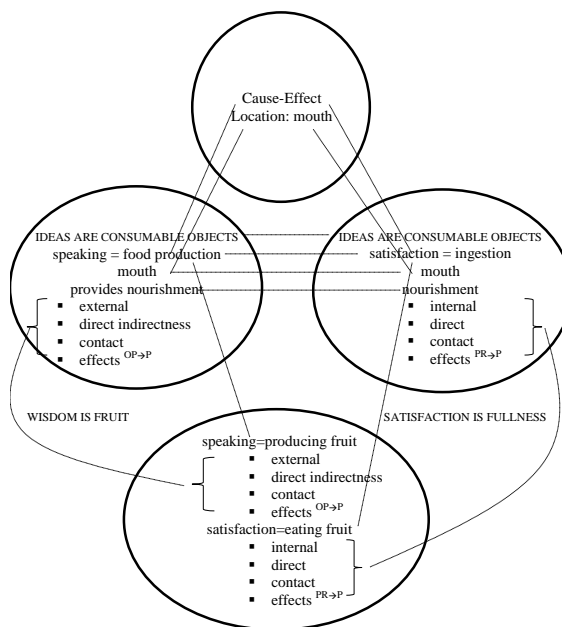 Cause-Effect
Location: mouth
IDEAS ARE CONSUMABLE OBJECTS
speaking = food production
mouth
provides nourishment
▪ external
▪ direct indirectness
▪ contact
▪ effects OP→P
IDEAS ARE CONSUMABLE OBJECTS
satisfaction = ingestion
mouth
nourishment
▪ internal
▪ direct
▪ contact
▪ effects PR→P
WISDOM IS FRUIT
SATISFACTION IS FULLNESS
speaking=producing fruit
▪ external
▪ direct indirectness
▪ contact
▪ effects OP→P
satisfaction=eating fruit
▪ internal
▪ direct
▪ contact
▪ effects PR→P